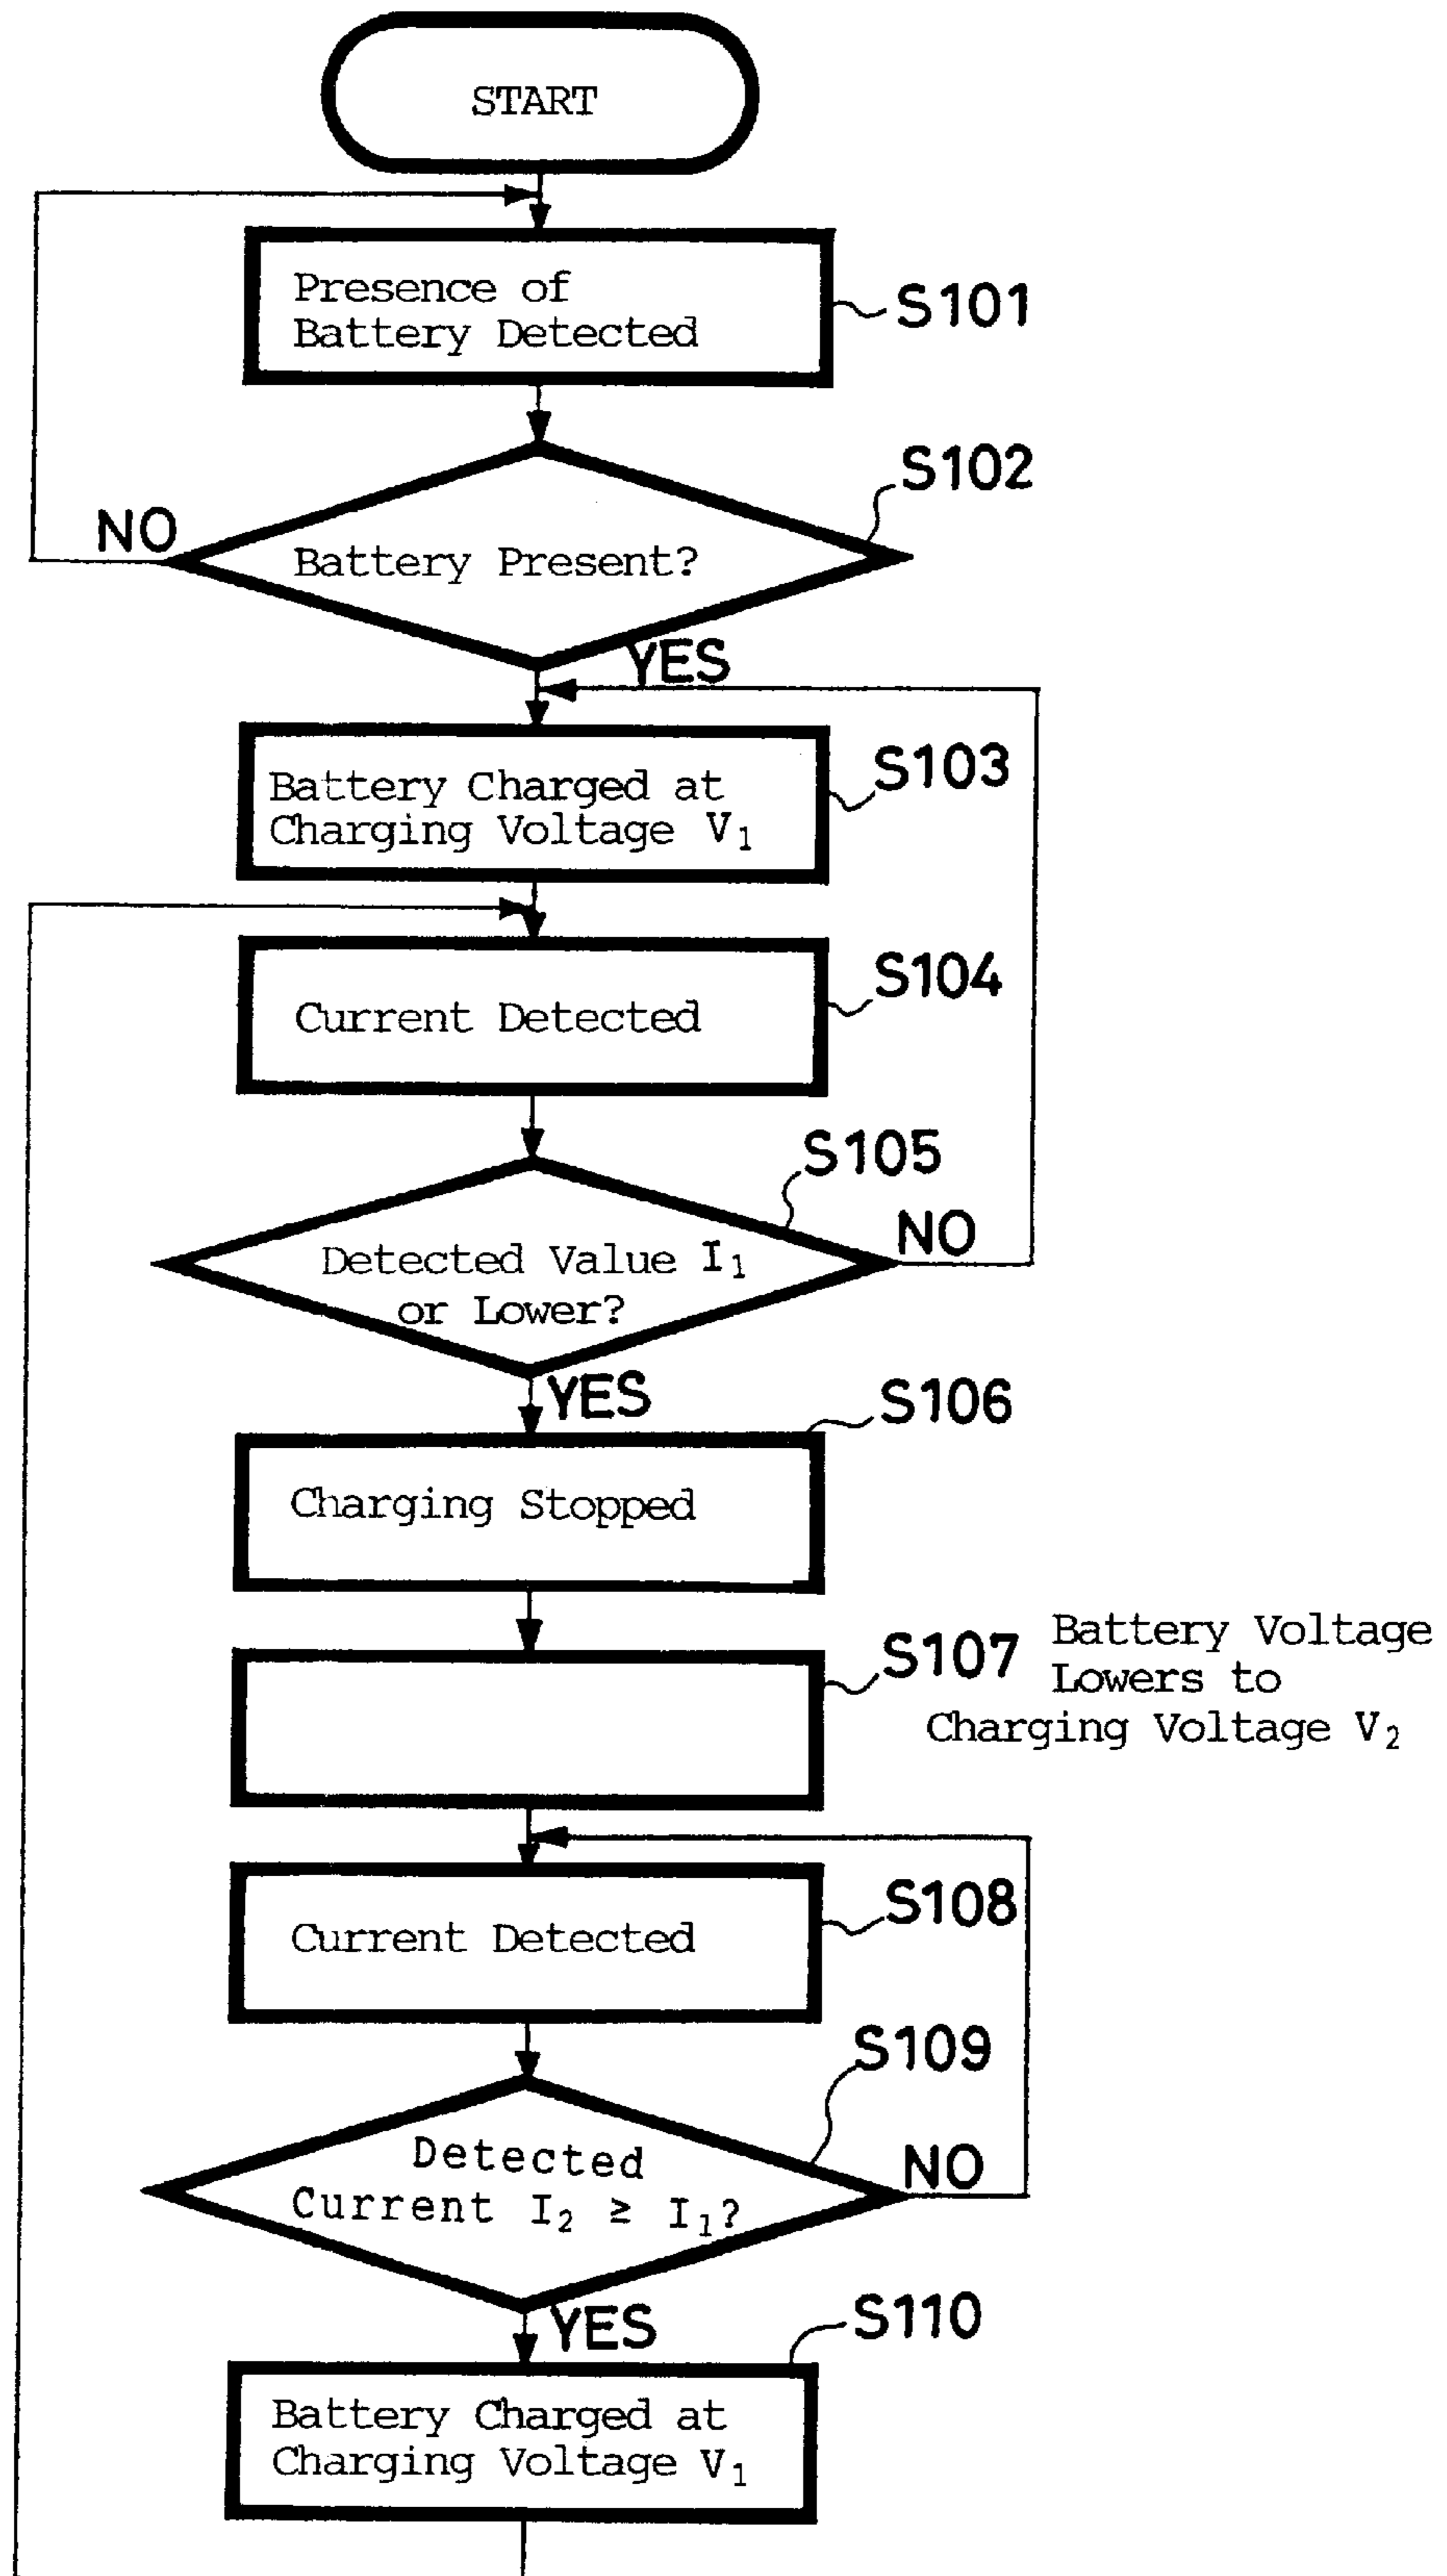 START
Presence of
Battery Detected
S101
S102
NO
Battery Present?
YES
Battery Charged at
Charging Voltage V₁
S103
Current Detected
S104
S105
Detected Value I₁
or Lower?
NO
YES
S106
Charging Stopped
S107
Battery Voltage
Lowers to
Charging Voltage V₂
Current Detected
S108
S109
Detected
Current I₂ ≥ I₁?
NO
YES
S110
Battery Charged at
Charging Voltage V₁